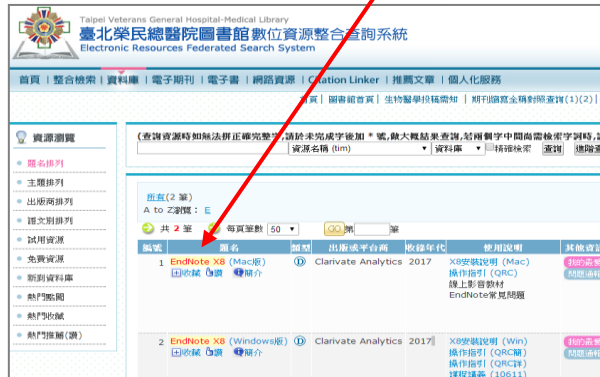 Taipei Veterans General Hospital-Medical Library
臺北榮民總醫院圖書館 數位資源整合查詢系統
Electronic Resources Federated Search System
首頁 | 整合檢索 | 資料庫 | 電子期刊 | 電子書 | 網路資源 | Citation Linker | 推薦文章 | 個人化服務
首頁 | 圖書館首頁 | 生物醫學投稿需知 | 期刊縮寫全稱對照查詢(1)(2) |
資源瀏覽
題名排列
主題排列
出版商排列
語文別排列
試用資源
免費資源
新到資料庫
熱門點閱
熱門收藏
熱門推薦(讚)
(查詢資源時如無法拼正確完整字,請於未完成字後加 * 號,做大概結果查詢,若兩個字中間尚需檢索字詞時,
資源名稱 (tim) 資料庫 精確檢索 查詢 進階查
所有(2 筆)
A to Z瀏覽： E
共 2 筆 每頁筆數 50 GO 第 筆
編號 題名 類型 出版或平台商 收錄年代 使用說明 其他資
1 EndNote X8 (Mac版) Clarivate Analytics 2017 X8安裝說明 (Mac) 我的最
收藏 讚 簡介 操作指引 (QRC) 問題通報
線上影音教材
EndNote常見問題
2 EndNote X8 (Windows版) Clarivate Analytics 2017 X8安裝說明 (Win) 我的最
收藏 讚 簡介 操作指引 (QRC簡) 問題通報
操作指引 (QRC詳)
課程講義 (10611)